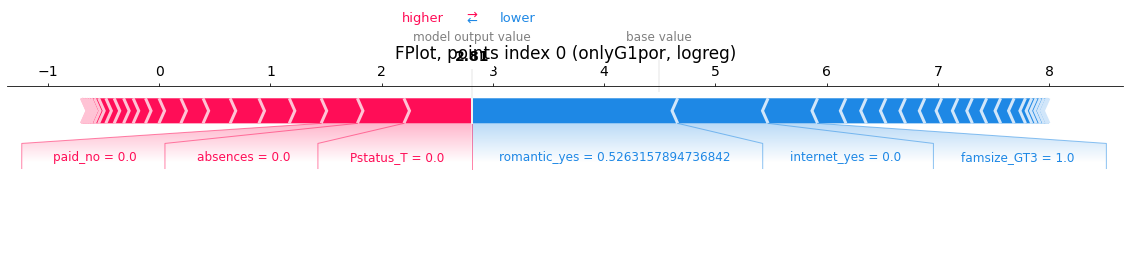 higher ⇄ lower
model output value base value
FPlot, points index 0 (onlyG1por, logreg)
2.81
−1 0 1 2 3 4 5 6 7 8
paid_no = 0.0 absences = 0.0 Pstatus_T = 0.0 romantic_yes = 0.5263157894736842 internet_yes = 0.0 famsize_GT3 = 1.0